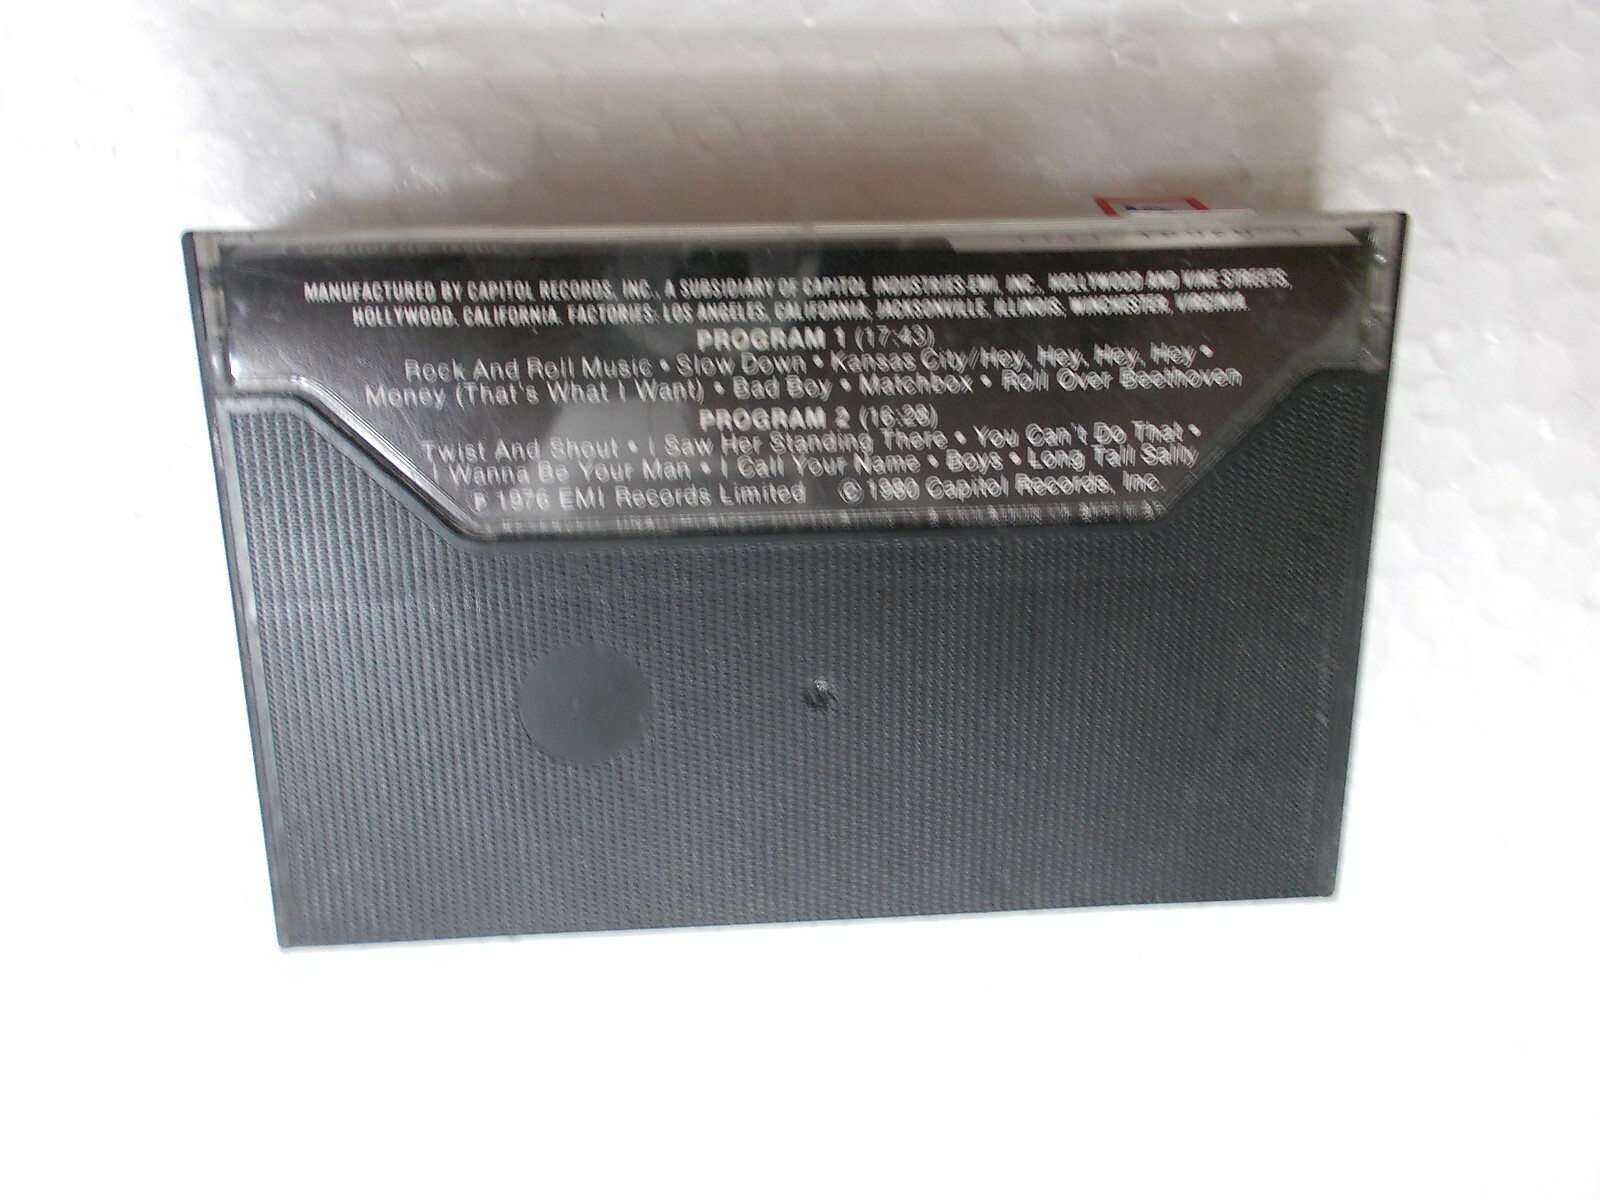 MANUFACTURED BY CAPITOL RECORDS, INC., A SUBSIDIARY OF CAPITOL INDUSTRIES-EMI, INC., HOLLYWOOD AND VINE STREETS,
HOLLYWOOD, CALIFORNIA. FACTORIES: LOS ANGELES, CALIFORNIA, JACKSONVILLE, ILLINOIS, WINCHESTER, VIRGINIA.
PROGRAM 1 (17:43)
Rock And Roll Music • Slow Down • Kansas City/Hey, Hey, Hey, Hey •
Money (That's What I Want) • Bad Boy • Matchbox • Roll Over Beethoven
PROGRAM 2 (16:28)
Twist And Shout • I Saw Her Standing There • You Can't Do That •
I Wanna Be Your Man • I Call Your Name • Boys • Long Tall Sally
℗ 1976 EMI Records Limited © 1980 Capitol Records, Inc.